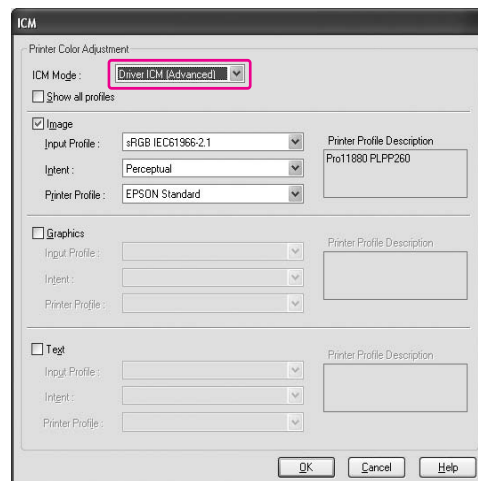 ICM
Printer Color Adjustment
ICM Mode :
Driver ICM (Advanced)
Show all profiles
Image
Input Profile :
sRGB IEC61966-2.1
Intent :
Perceptual
Printer Profile :
EPSON Standard
Printer Profile Description
Pro11880 PLPP260
Graphics
Input Profile :
Intent :
Printer Profile :
Printer Profile Description
Text
Input Profile :
Intent :
Printer Profile :
Printer Profile Description
OK
Cancel
Help